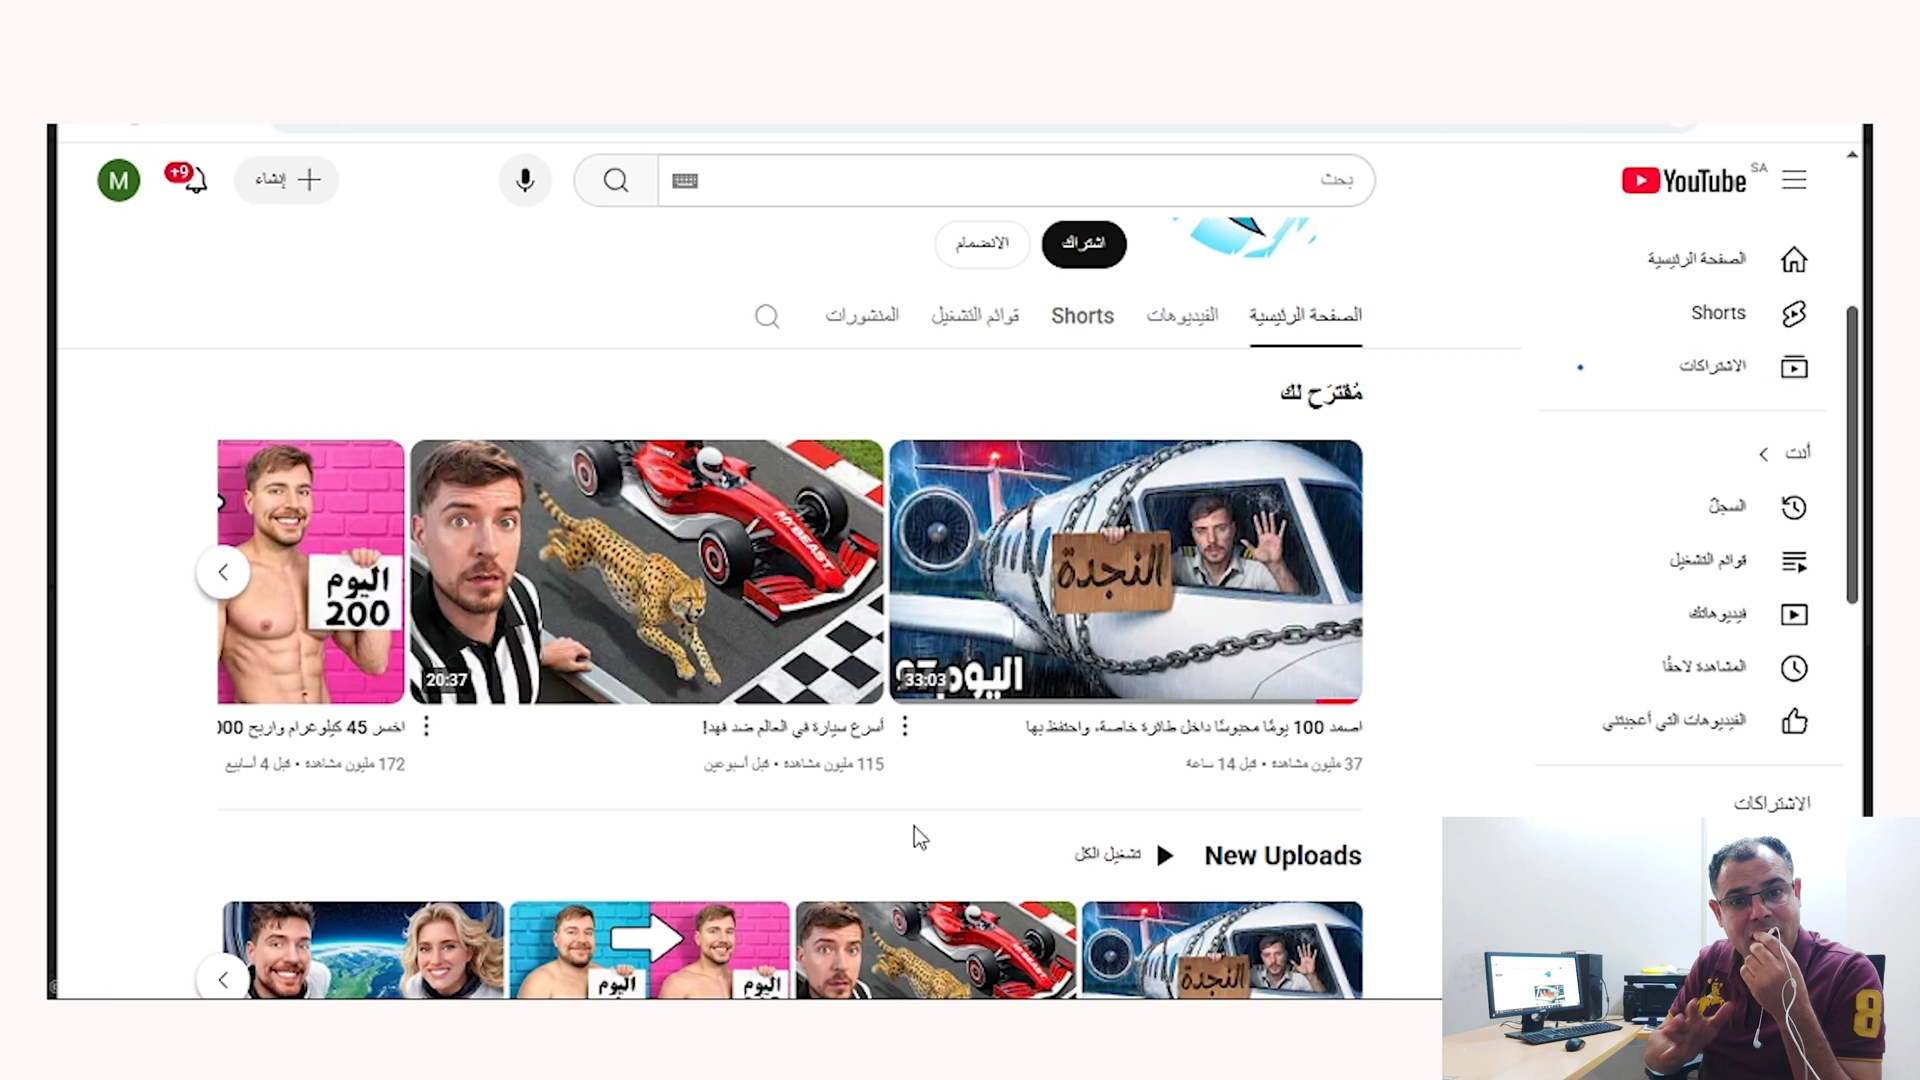 YouTube SA
بحث
إنشاء
9+
M
اشتراك
الانضمام
الصفحة الرئيسية
الفيديوهات
Shorts
قوائم التشغيل
المنشورات
الصفحة الرئيسية
Shorts
الاشتراكات
أنت
السجلّ
قوائم التشغيل
فيديوهاتك
المشاهدة لاحقًا
الفيديوهات التي أعجبتني
الاشتراكات
مُقترَح لك
النجدة
اليوم
33:03
MRBEAST
20:37
اليوم
200
اصمد 100 يومًا محبوسًا داخل طائرة خاصة، واحتفظ بها
37 مليون مشاهدة • قبل 14 ساعة
أسرع سيارة في العالم ضد فهد!
115 مليون مشاهدة • قبل أسبوعين
اخسر 45 كيلوغرام واربح 000
172 مليون مشاهدة • قبل 4 أسابيع
New Uploads
تشغيل الكل
النجدة
اليوم
اليوم
8